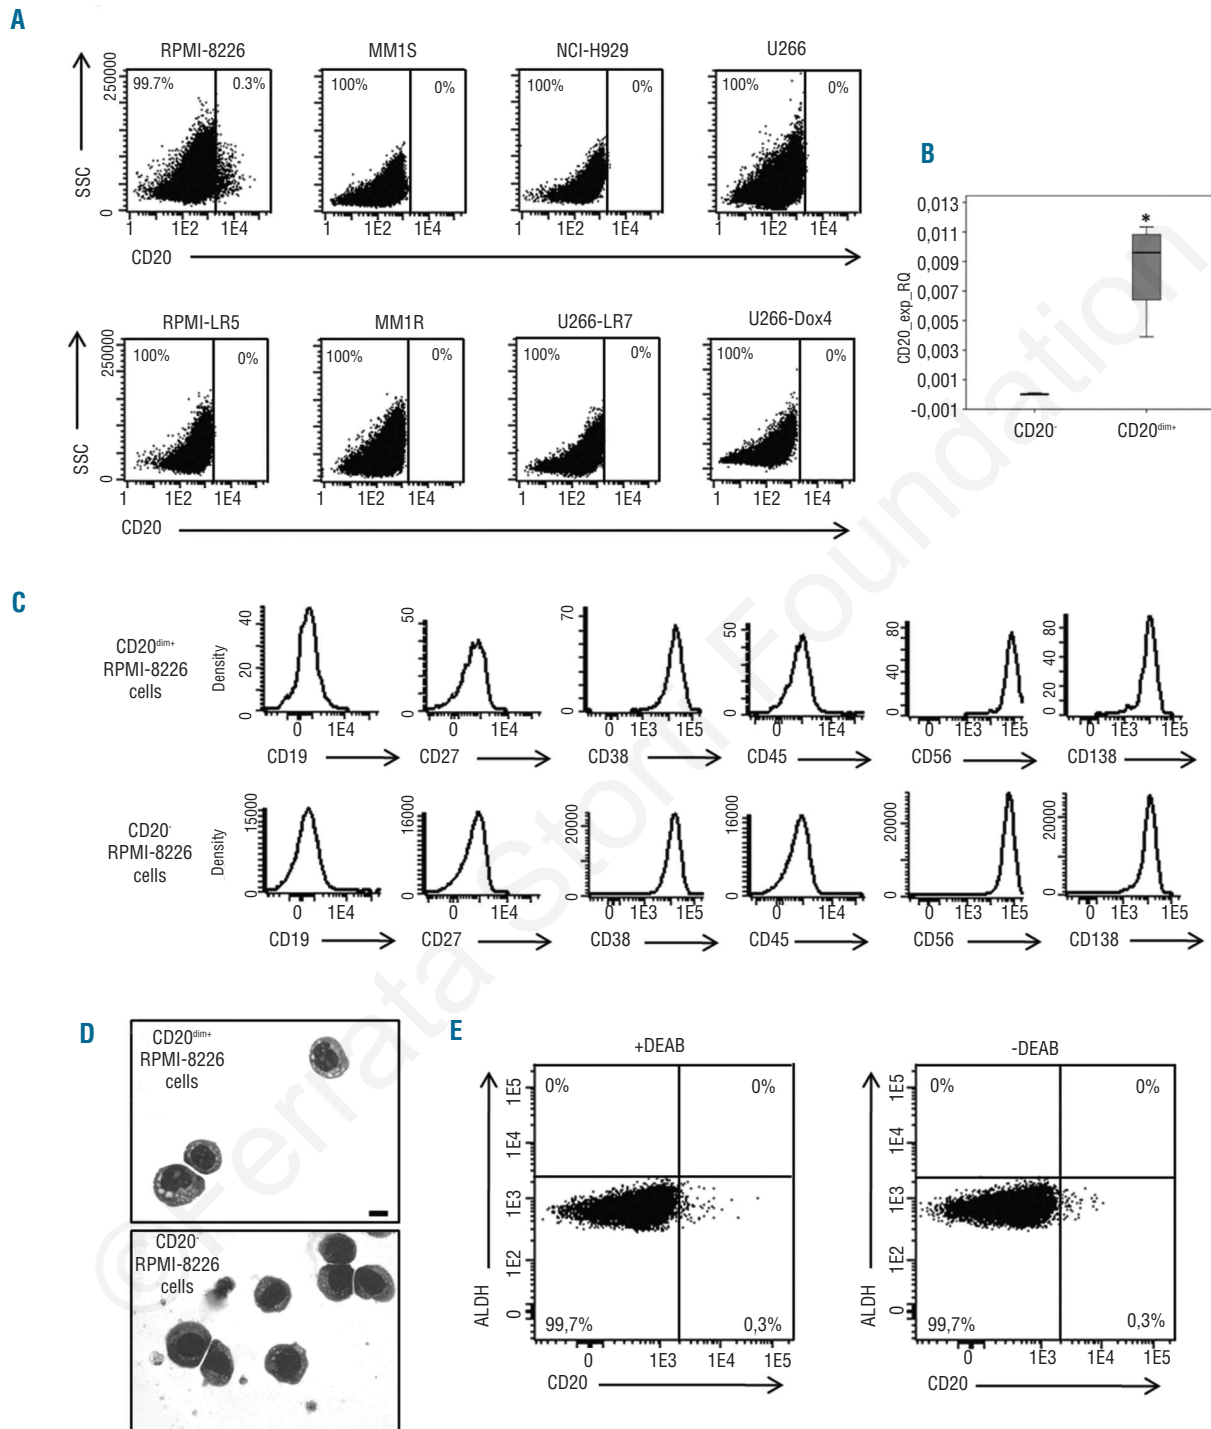 A
RPMI-8226
MM1S
NCI-H929
U266
250000
0
SSC
99.7%
0.3%
100%
0%
100%
0%
100%
0%
1
1E2
1E4
1
1E2
1E4
1
1E2
1E4
1
1E2
1E4
CD20
RPMI-LR5
MM1R
U266-LR7
U266-Dox4
250000
0
SSC
100%
0%
100%
0%
100%
0%
100%
0%
1
1E2
1E4
1
1E2
1E4
1
1E2
1E4
1
1E2
1E4
CD20
B
CD20_exp_RQ
0,013
0,011
0,009
0,007
0,005
0,003
0,001
-0,001
*
CD20-
CD20dim+
C
CD20dim+
RPMI-8226
cells
Density
40
20
0
50
0
70
0
50
0
80
40
0
80
40
20
0
0
1E4
0
1E4
0
1E3
1E5
0
1E4
0
1E3
1E5
0
1E3
1E5
CD19
CD27
CD38
CD45
CD56
CD138
CD20-
RPMI-8226
cells
Density
15000
0
16000
0
20000
0
16000
0
20000
0
20000
0
0
1E4
0
1E4
0
1E3
1E5
0
1E4
0
1E3
1E5
0
1E3
1E5
CD19
CD27
CD38
CD45
CD56
CD138
D
CD20dim+
RPMI-8226
cells
CD20-
RPMI-8226
cells
E
+DEAB
-DEAB
ALDH
1E5
1E4
1E3
1E2
0
0%
0%
99,7%
0,3%
0
1E3
1E4
1E5
CD20
ALDH
1E5
1E4
1E3
1E2
0
0%
0%
99,7%
0,3%
0
1E3
1E4
1E5
CD20
©Ferrata Storti Foundation